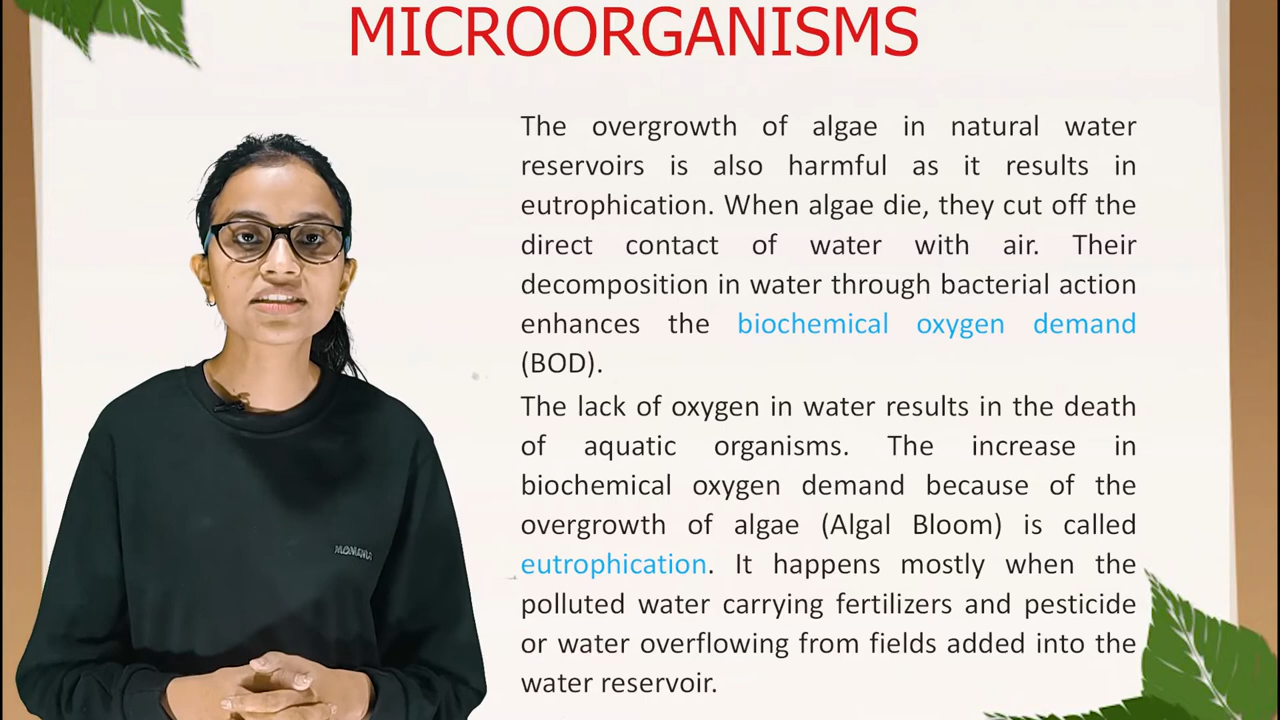 MICROORGANISMS
The overgrowth of algae in natural water
reservoirs is also harmful as it results in
eutrophication. When algae die, they cut off the
direct contact of water with air. Their
decomposition in water through bacterial action
enhances the biochemical oxygen demand
(BOD).
The lack of oxygen in water results in the death
of aquatic organisms. The increase in
biochemical oxygen demand because of the
overgrowth of algae (Algal Bloom) is called
eutrophication. It happens mostly when the
polluted water carrying fertilizers and pesticide
or water overflowing from fields added into the
water reservoir.